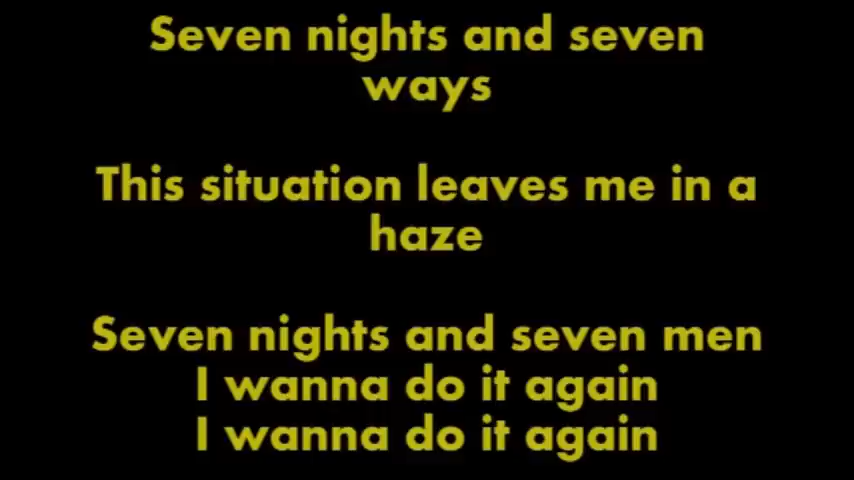 Seven nights and seven
ways
This situation leaves me in a
haze
Seven nights and seven men
I wanna do it again
I wanna do it again